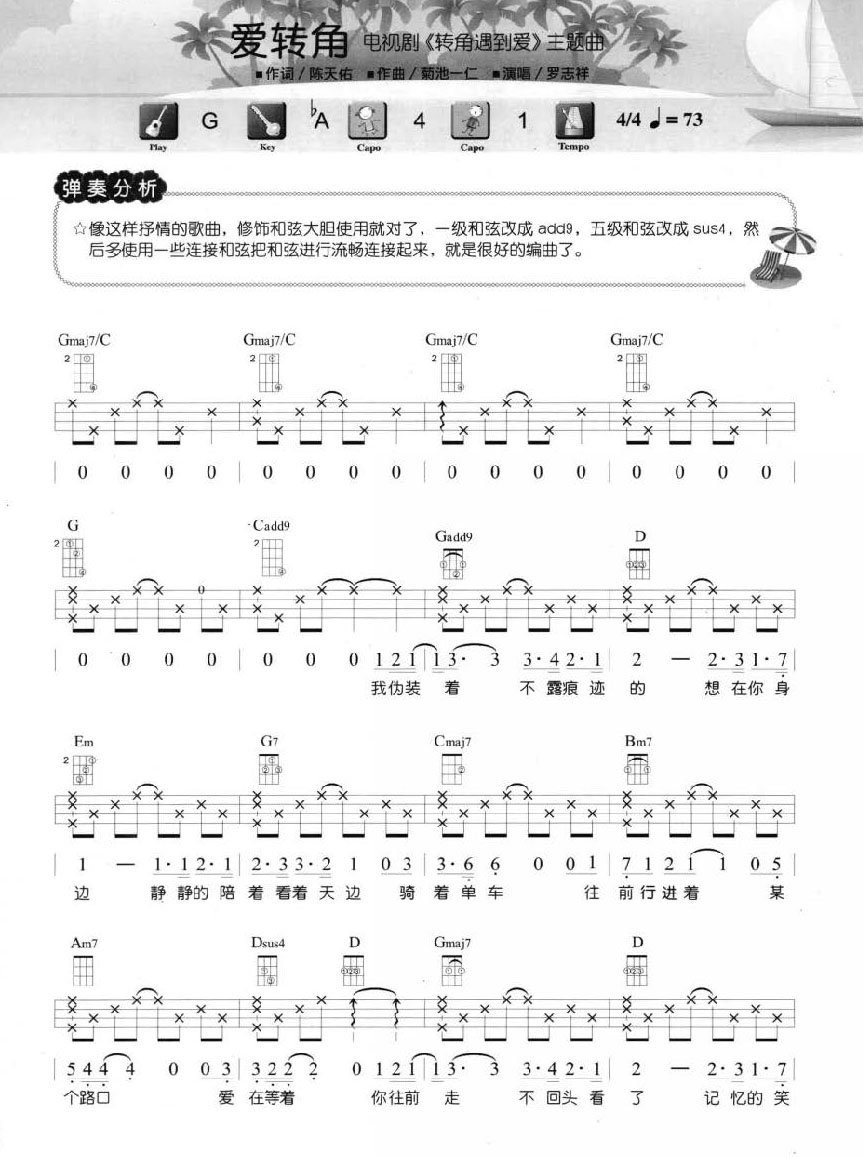 爱转角 电视剧《转角遇到爱》主题曲
■作词/陈天佑 ■作曲/菊池一仁 ■演唱/罗志祥
G ♭A 4 1 4/4 ♩= 73
Play Key Capo Capo Tempo
弹奏分析
☆像这样抒情的歌曲，修饰和弦大胆使用就对了，一级和弦改成 add9，五级和弦改成 sus4，然
后多使用一些连接和弦把和弦进行流畅连接起来，就是很好的编曲了。
Gmaj7/C Gmaj7/C Gmaj7/C Gmaj7/C
2 2 2 2
0 0 0 0 | 0 0 0 0 | 0 0 0 0 | 0 0 0 0
G Cadd9 Gadd9 D
2 2
0 0 0 0 | 0 0 0 1 2 1 | 1 3· 3 3·4 2·1 | 2 — 2·3 1·7
我伪装 着 不 露痕 迹 的 想 在你 身
Em G7 Cmaj7 Bm7
2
1 — 1·1 2·1 | 2·3 3·2 1 0 3 | 3·6 6 0 0 1 | 7 1 2 1 1 0 5
边 静 静的 陪 着 看着 天 边 骑 着 单 车 往 前 行 进 着 某
Am7 Dsus4 D Gmaj7 D
5 4 4 4 0 0 3 | 3 2 2 2 0 1 2 1 | 1 3· 3 3·4 2·1 | 2 — 2·3 1·7
个路口 爱 在等着 你往前 走 不 回头 看 了 记 忆的 笑